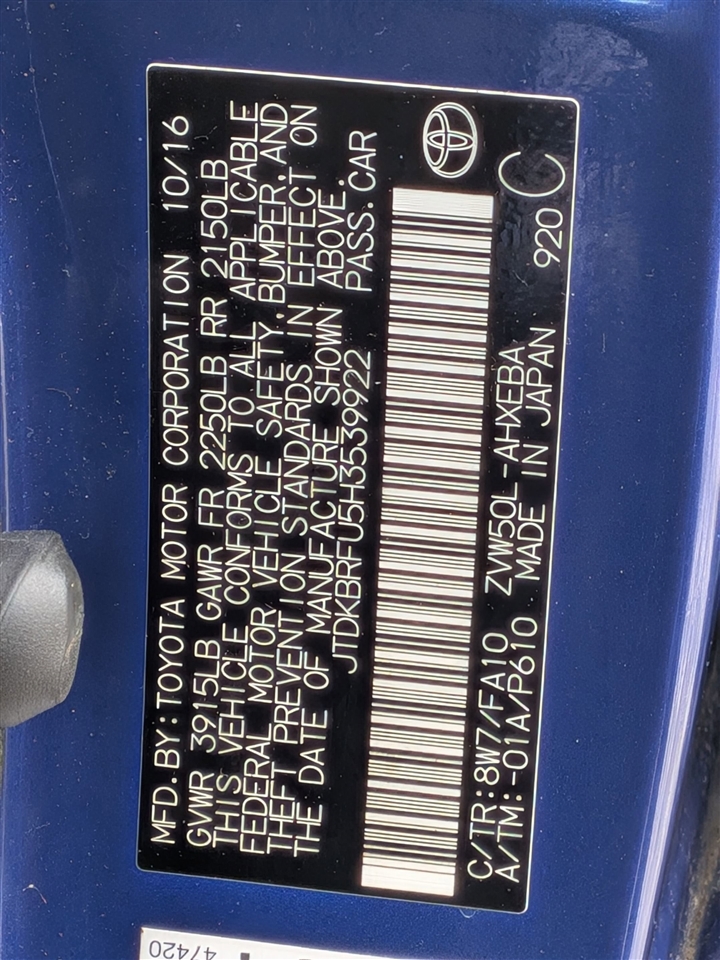 MFD.BY:TOYOTA MOTOR CORPORATION 10/16
GVWR 3915LB GAWR FR 2250LB RR 2150LB
THIS VEHICLE CONFORMS TO ALL APPLICABLE
FEDERAL MOTOR VEHICLE SAFETY,BUMPER,AND
THEFT PREVENTION STANDARDS IN EFFECT ON
THE DATE OF MANUFACTURE SHOWN ABOVE.
JTDKBRFU5H3539922 PASS.CAR
C/TR:8W7/FA10 ZVW50L-AHXEBA
A/TM:-01A/P610 MADE IN JAPAN 920 C
47420